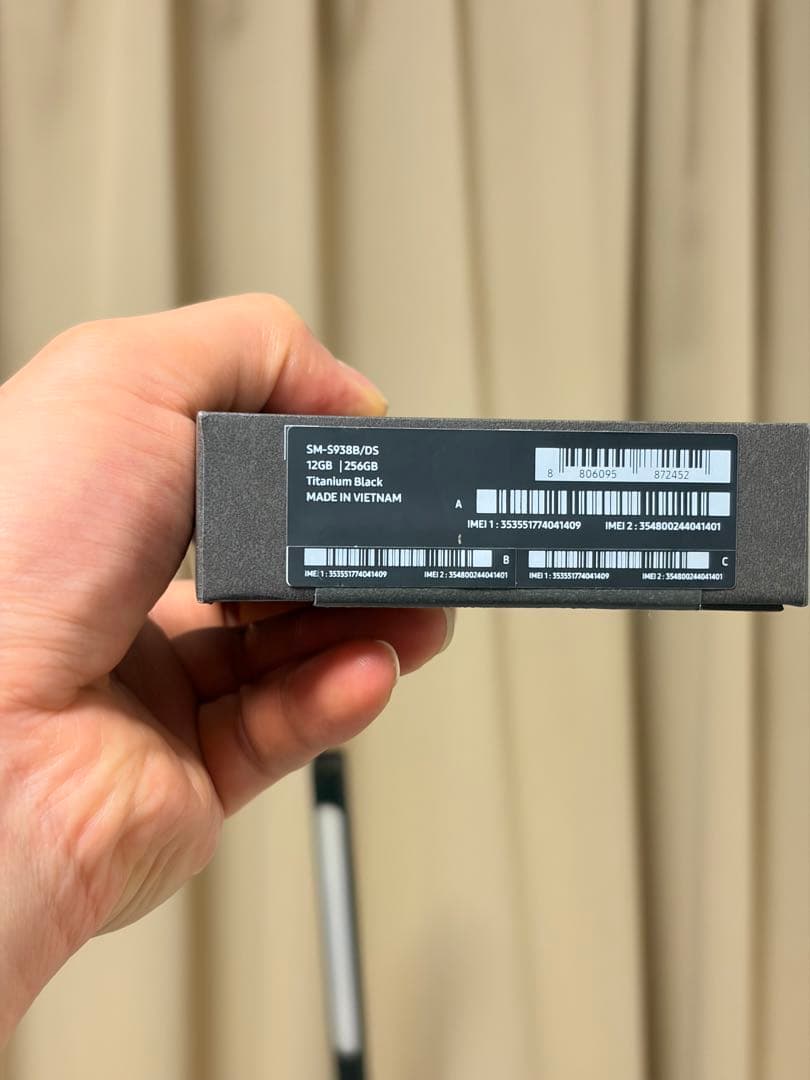 SM-S938B/DS
12GB | 256GB
Titanium Black
MADE IN VIETNAM
8 806095 872452
A
IMEI 1 : 353551774041409 IMEI 2 : 354800244041401
B
IMEI 1 : 353551774041409 IMEI 2 : 354800244041401
C
IMEI 1 : 353551774041409 IMEI 2 : 354800244041401